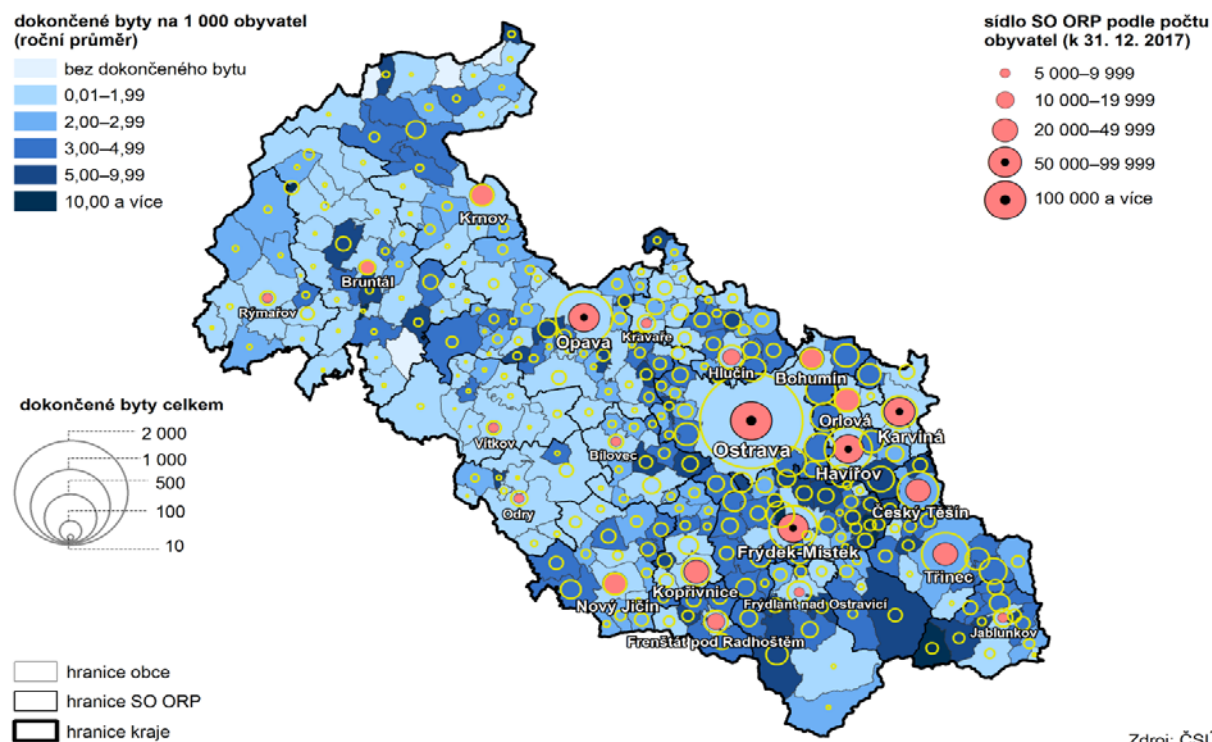 dokončené byty na 1 000 obyvatel
(roční průměr)
bez dokončeného bytu
0,01–1,99
2,00–2,99
3,00–4,99
5,00–9,99
10,00 a více
sídlo SO ORP podle počtu
obyvatel (k 31. 12. 2017)
5 000–9 999
10 000–19 999
20 000–49 999
50 000–99 999
100 000 a více
Krnov
Bruntál
Rýmařov
Opava
Kravaře
Hlučín
Bohumín
Orlová
Karviná
Ostrava
Havířov
Vítkov
Bílovec
Český Těšín
Odry
Frýdek-Místek
Třinec
Kopřivnice
Nový Jičín
Frýdlant nad Ostravicí
Frenštát pod Radhoštěm
Jablunkov
dokončené byty celkem
2 000
1 000
500
100
10
hranice obce
hranice SO ORP
hranice kraje
Zdroj: